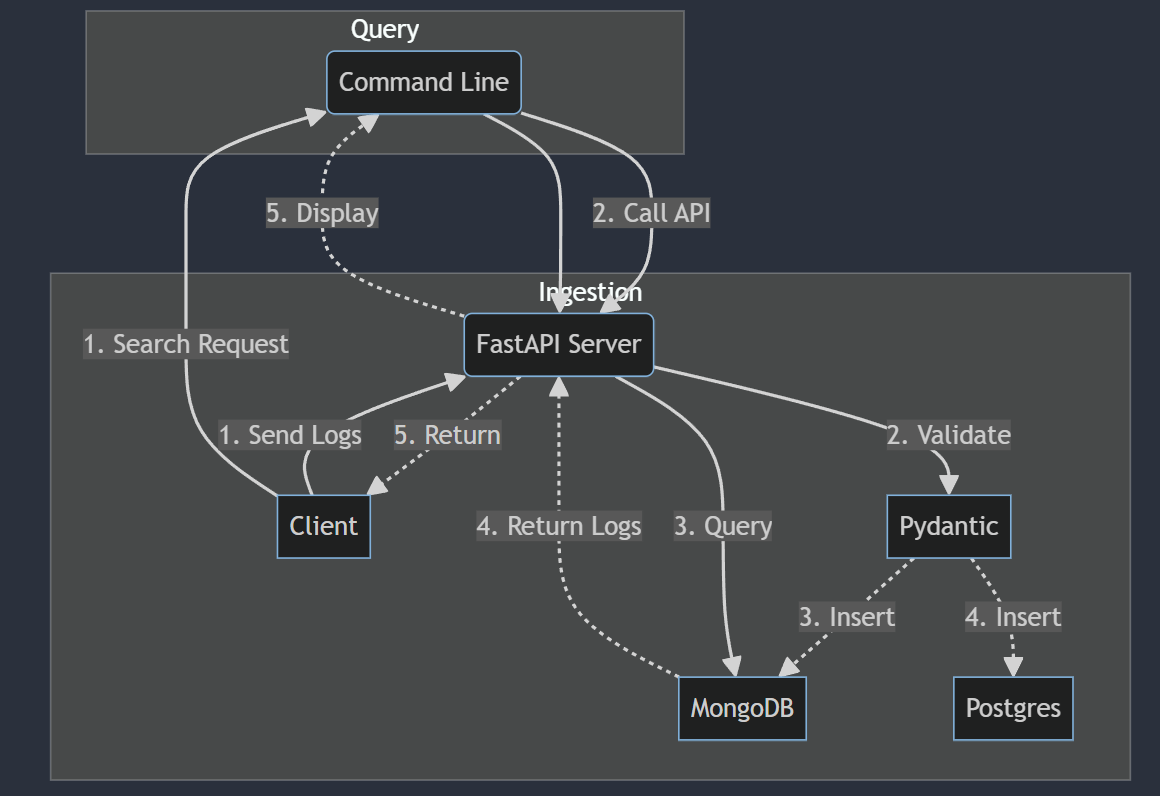 Query
Command Line
5. Display
2. Call API
Ingestion
1. Search Request
FastAPI Server
1. Send Logs
5. Return
2. Validate
Client
4. Return Logs
3. Query
Pydantic
3. Insert
4. Insert
MongoDB
Postgres